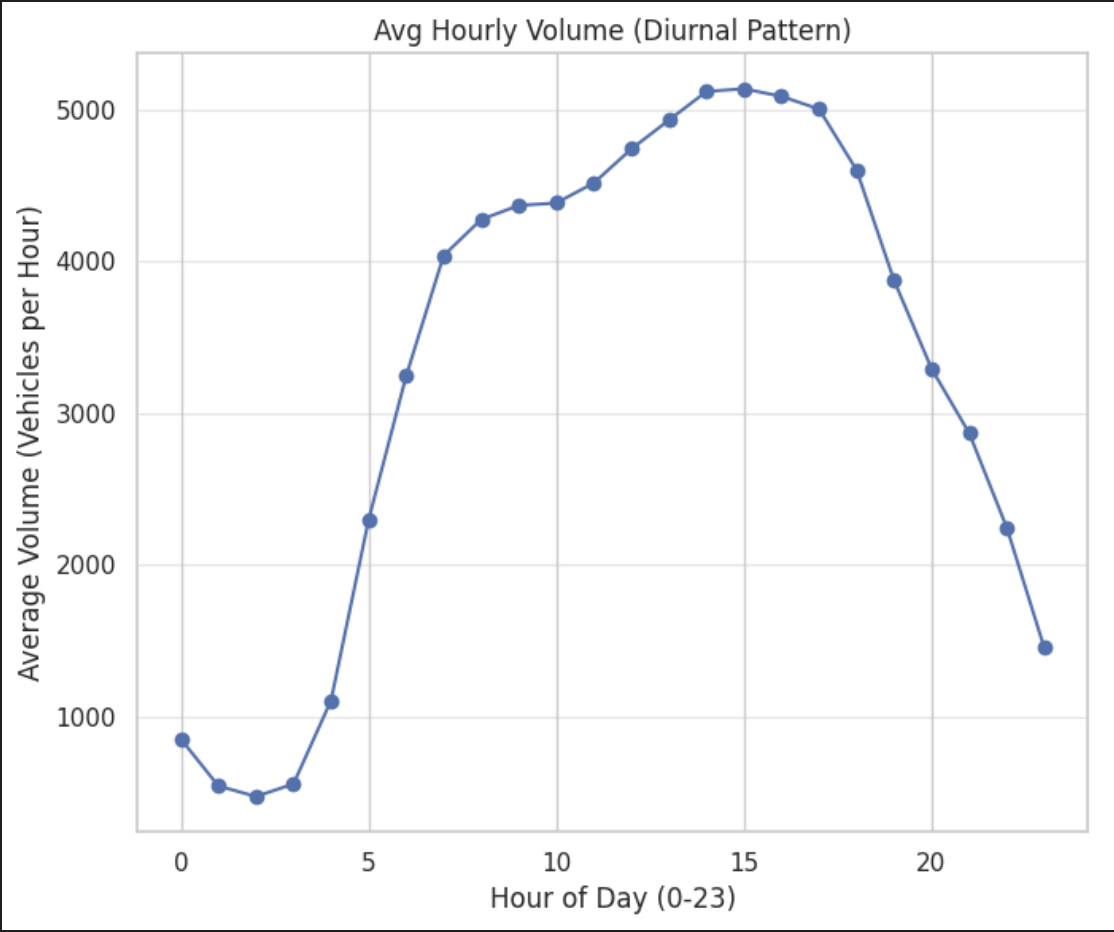 Avg Hourly Volume (Diurnal Pattern)
Average Volume (Vehicles per Hour)
5000
4000
3000
2000
1000
0 5 10 15 20
Hour of Day (0-23)